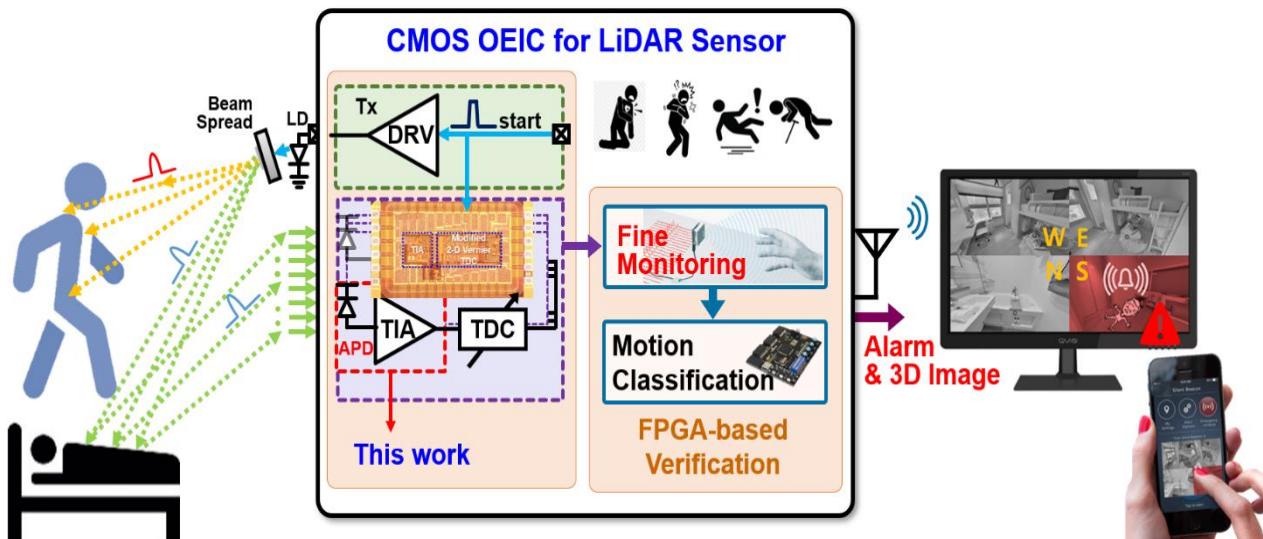 CMOS OEIC for LiDAR Sensor
Beam
Spread
LD
Tx
DRV
start
TIA
Modified
2-D Vernier
TDC
APD
TIA
TDC
This work
Fine
Monitoring
Motion
Classification
FPGA-based
Verification
W E
N S
Alarm
& 3D Image